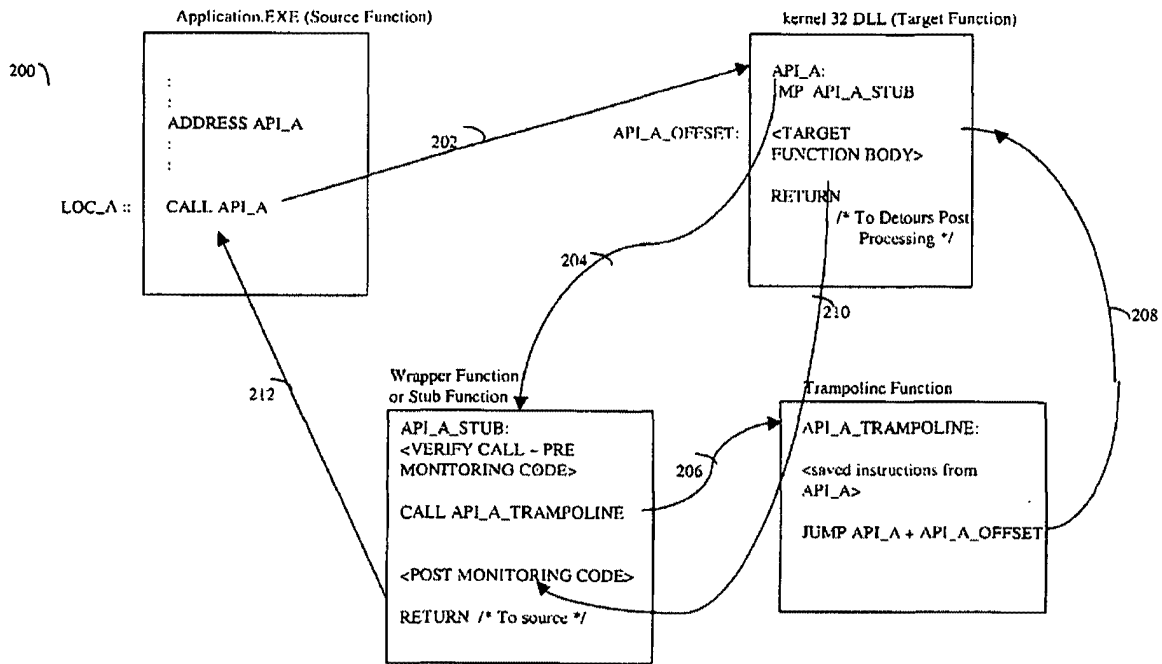 Application.EXE (Source Function)
200
:
:
ADDRESS API_A
:
:
LOC_A :: CALL API_A
202
kernel 32 DLL (Target Function)
API_A:
JMP API_A_STUB
API_A_OFFSET: <TARGET
FUNCTION BODY>
RETURN
/* To Detours Post
Processing */
204
210
208
212
Wrapper Function
or Stub Function
API_A_STUB:
<VERIFY CALL - PRE
MONITORING CODE>
CALL API_A_TRAMPOLINE
<POST MONITORING CODE>
RETURN /* To source */
206
Trampoline Function
API_A_TRAMPOLINE:
<saved instructions from
API_A>
JUMP API_A + API_A_OFFSET